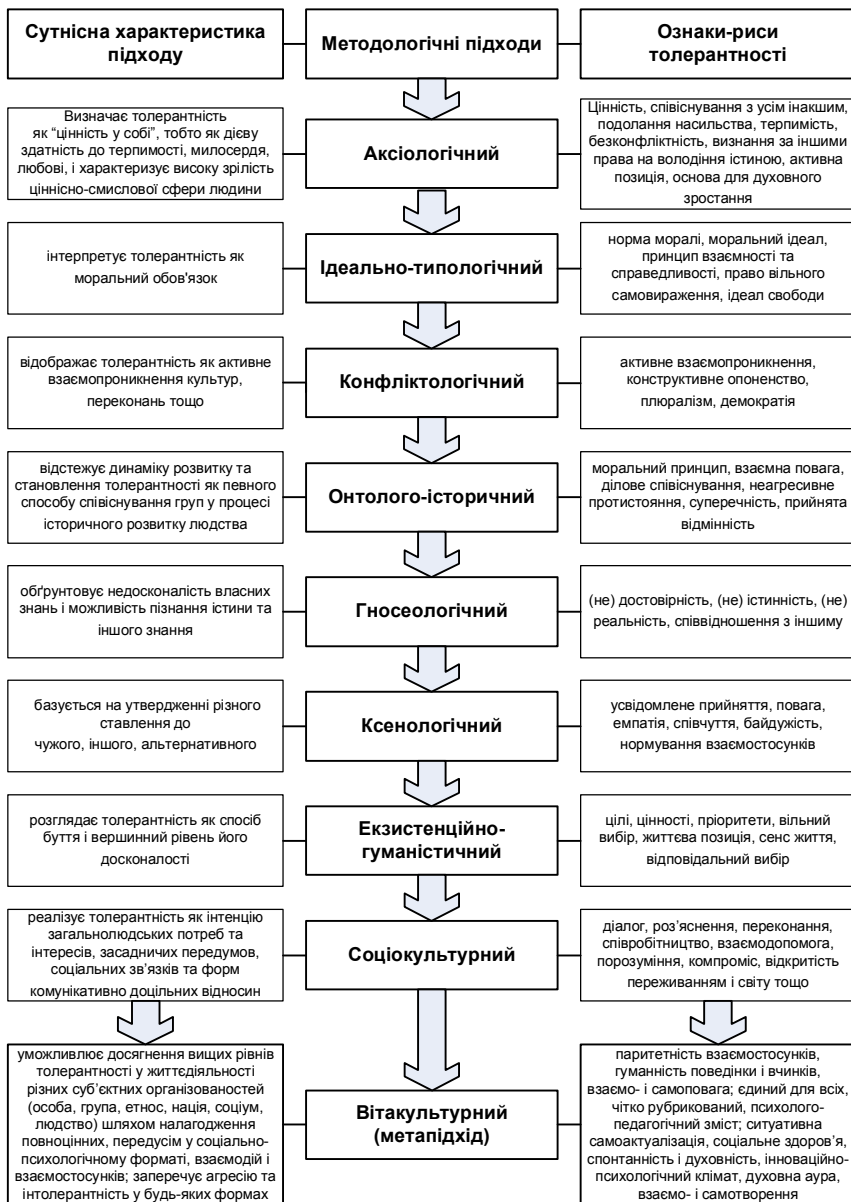 Сутнісна характеристика
підходу
Методологічні підходи
Ознаки-риси
толерантності
Визначає толерантність
як “цінність у собі”, тобто як дієву
здатність до терпимості, милосердя,
любові, і характеризує високу зрілість
ціннісно-смислової сфери людини
Аксіологічний
Цінність, співіснування з усім інакшим,
подолання насильства, терпимість,
безконфліктність, визнання за іншими
права на володіння істиною, активна
позиція, основа для духовного
зростання
інтерпретує толерантність як
моральний обов'язок
Ідеально-типологічний
норма моралі, моральний ідеал,
принцип взаємності та
справедливості, право вільного
самовираження, ідеал свободи
відображає толерантність як активне
взаємопроникнення культур,
переконань тощо
Конфліктологічний
активне взаємопроникнення,
конструктивне опоненство,
плюралізм, демократія
відстежує динаміку розвитку та
становлення толерантності як певного
способу співіснування груп у процесі
історичного розвитку людства
Онтолого-історичний
моральний принцип, взаємна повага,
ділове співіснування, неагресивне
протистояння, суперечність, прийнята
відмінність
обґрунтовує недосконалість власних
знань і можливість пізнання істини та
іншого знання
Гносеологічний
(не) достовірність, (не) істинність, (не)
реальність, співвідношення з іншиму
базується на утвердженні різного
ставлення до
чужого, іншого, альтернативного
Ксенологічний
усвідомлене прийняття, повага,
емпатія, співчуття, байдужість,
нормування взаємостосунків
розглядає толерантність як спосіб
буття і вершинний рівень його
досконалості
Екзистенційно-
гуманістичний
цілі, цінності, пріоритети, вільний
вибір, життєва позиція, сенс життя,
відповідальний вибір
реалізує толерантність як інтенцію
загальнолюдських потреб та
інтересів, засадничих передумов,
соціальних зв’язків та форм
комунікативно доцільних відносин
Соціокультурний
діалог, роз’яснення, переконання,
співробітництво, взаємодопомога,
порозуміння, компроміс, відкритість
переживанням і світу тощо
уможливлює досягнення вищих рівнів
толерантності у життєдіяльності
різних суб’єктних організованостей
(особа, група, етнос, нація, соціум,
людство) шляхом налагодження
повноцінних, передусім у соціально-
психологічному форматі, взаємодій і
взаємостосунків; заперечує агресію та
інтолерантність у будь-яких формах
Вітакультурний
(метапідхід)
паритетність взаємостосунків,
гуманність поведінки і вчинків,
взаємо- і самоповага; єдиний для всіх,
чітко рубрикований, психолого-
педагогічний зміст; ситуативна
самоактуалізація, соціальне здоров’я,
спонтанність і духовність, інноваційно-
психологічний клімат, духовна аура,
взаємо- і самотворення